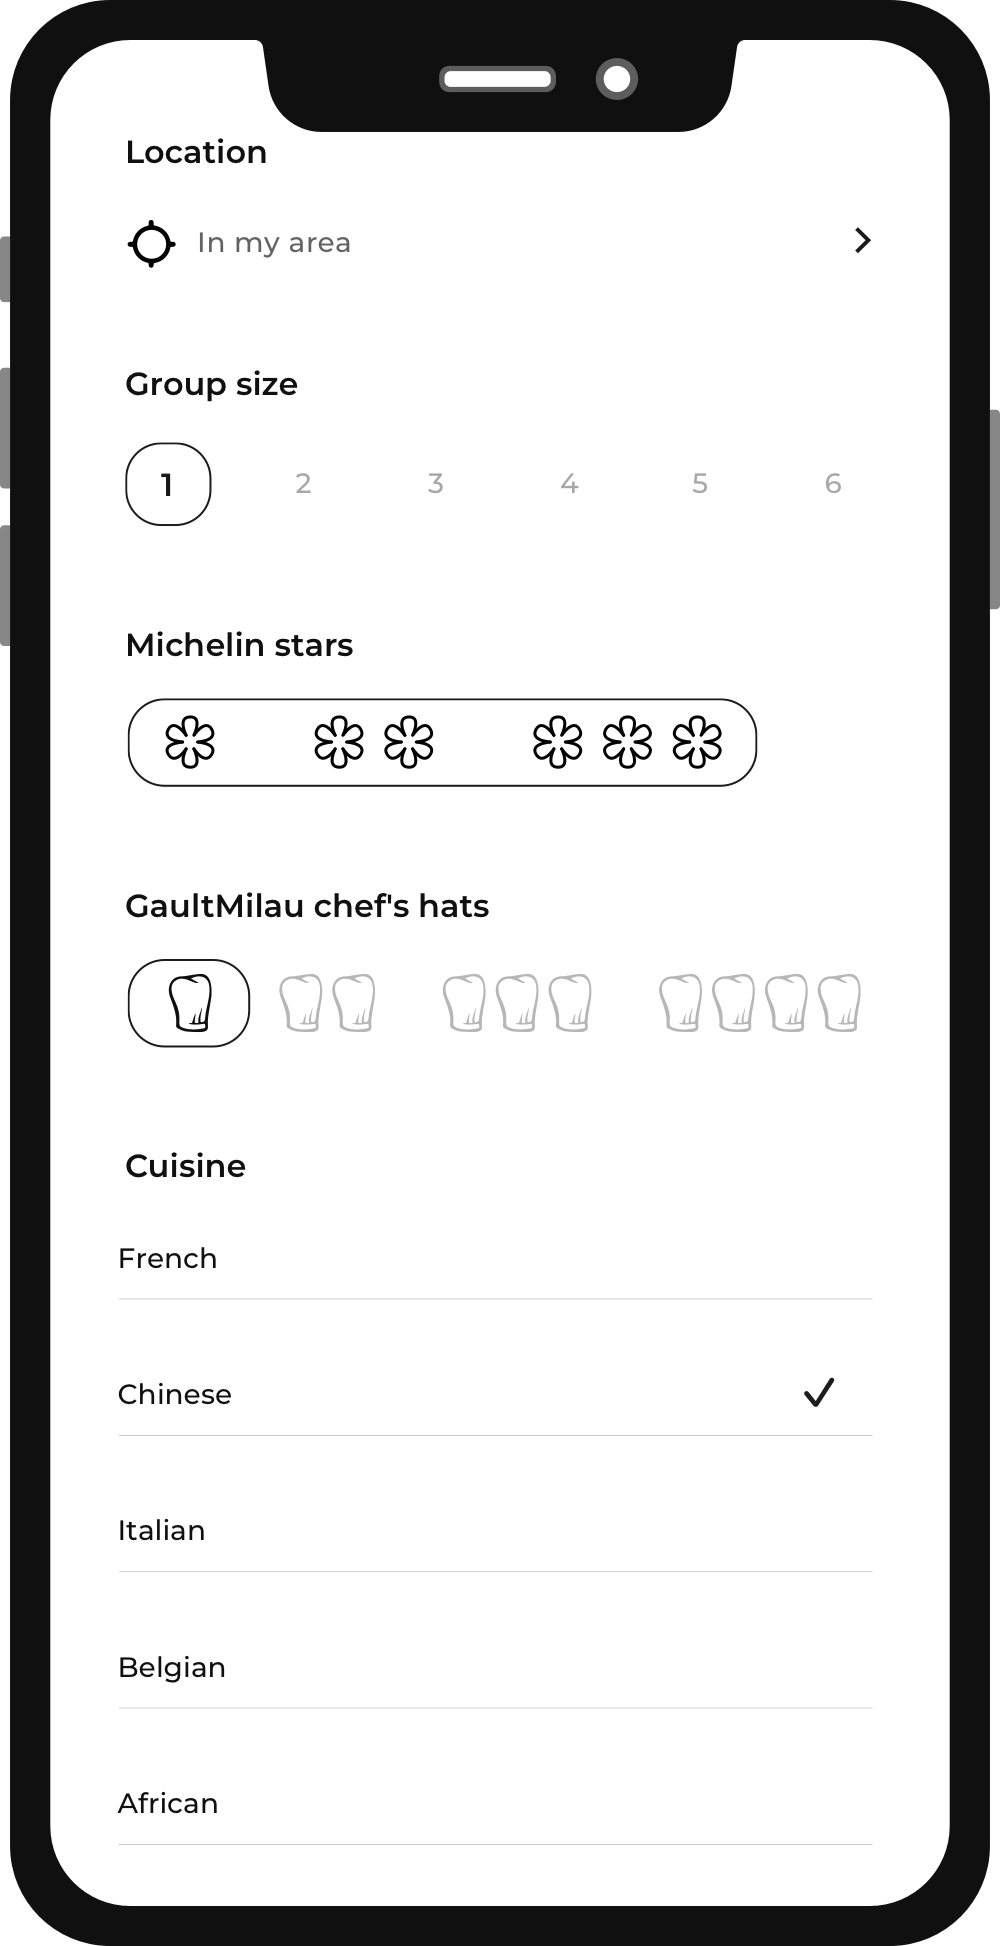 Location
In my area
Group size
1 2 3 4 5 6
Michelin stars
GaultMilau chef's hats
Cuisine
French
Chinese
Italian
Belgian
African